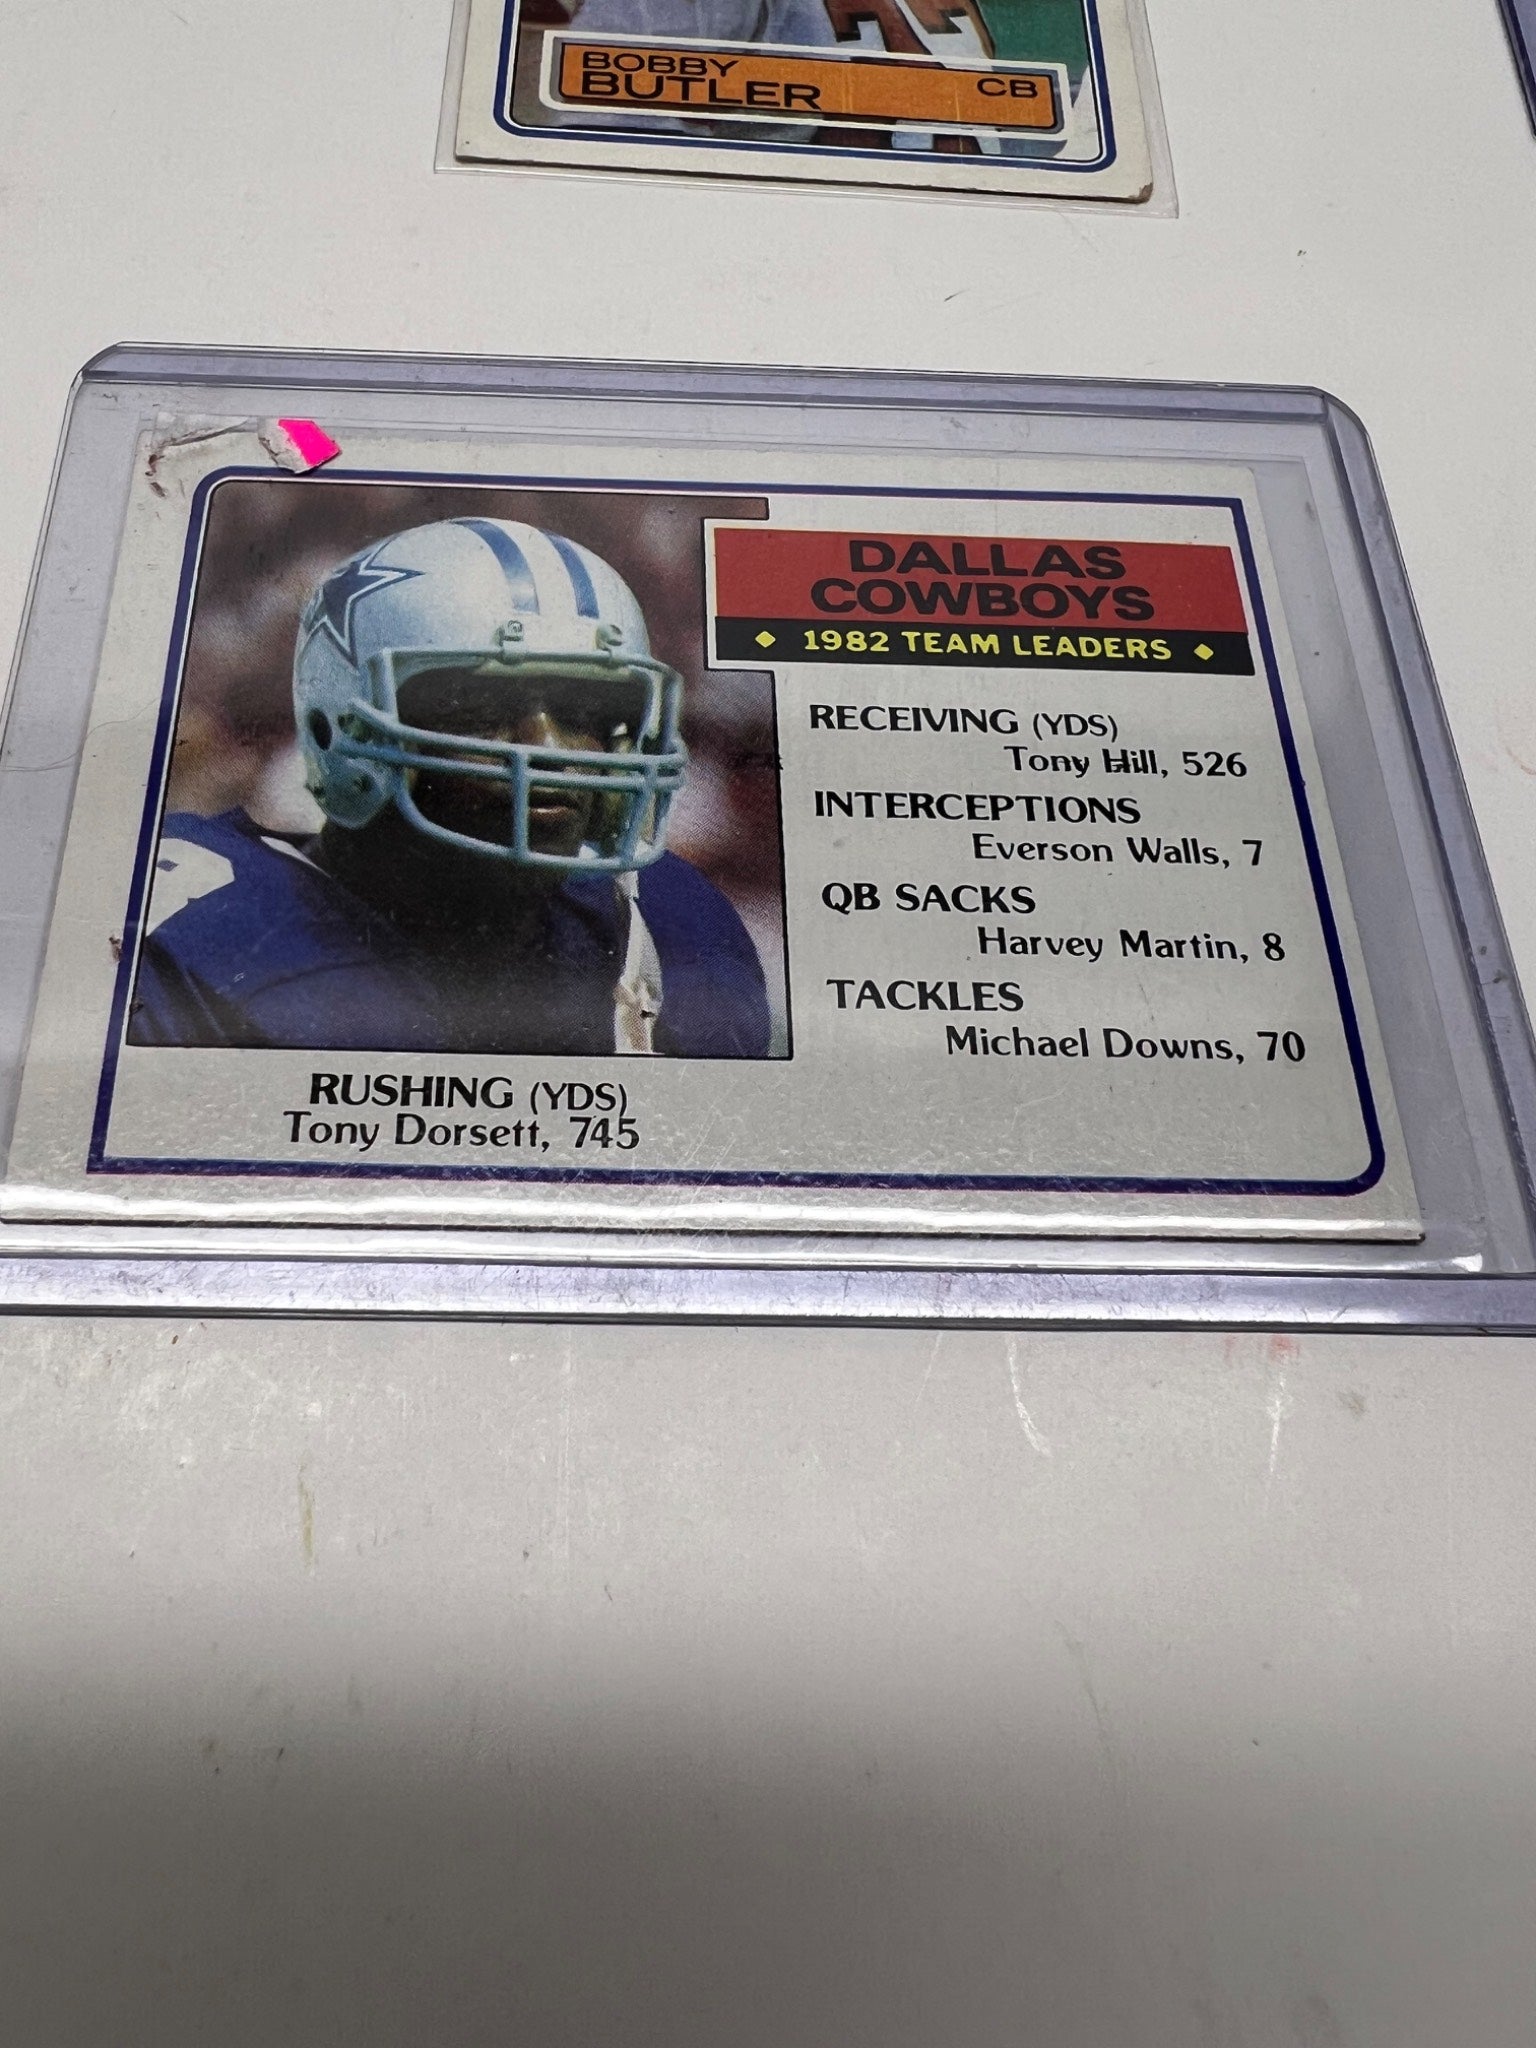 BOBBY
BUTLER
CB
DALLAS
COWBOYS
1982 TEAM LEADERS
RECEIVING (YDS)
Tony Hill, 526
INTERCEPTIONS
Everson Walls, 7
QB SACKS
Harvey Martin, 8
TACKLES
Michael Downs, 70
RUSHING (YDS)
Tony Dorsett, 745